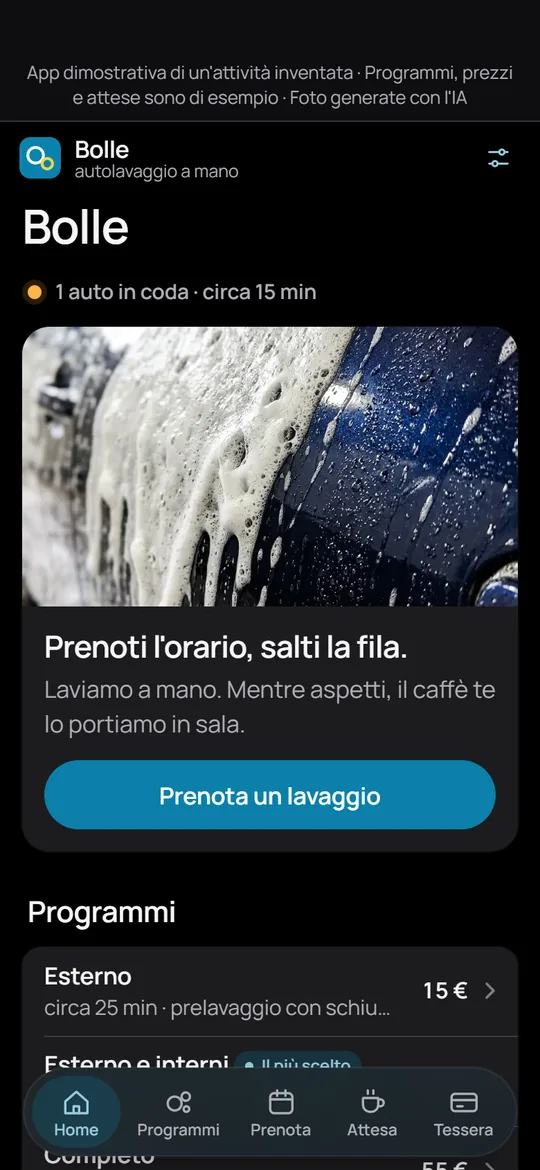 App dimostrativa di un'attività inventata · Programmi, prezzi
e attese sono di esempio · Foto generate con l'IA
Bolle
autolavaggio a mano
Bolle
1 auto in coda · circa 15 min
Prenoti l'orario, salti la fila.
Laviamo a mano. Mentre aspetti, il caffè te
lo portiamo in sala.
Prenota un lavaggio
Programmi
Esterno
15 €
circa 25 min · prelavaggio con schiu...
Esterno e interni
Il più scelto
Home
Programmi
Prenota
Attesa
Tessera
Completo
55 €